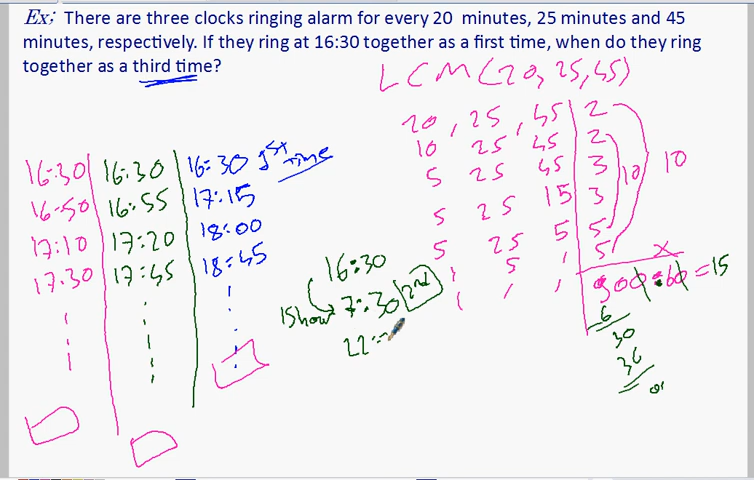 Ex; There are three clocks ringing alarm for every 20 minutes, 25 minutes and 45
minutes, respectively. If they ring at 16:30 together as a first time, when do they ring
together as a third time?
LCM(20,25,45)
20, 25, 45 | 2
10 25 45 | 2
5 25 45 | 3
5 25 15 | 3
5 25 5 | 5
1 5 1 | 5
1 1 1
10
10
x
900:60=15
6
30
30
0
16:30
16:50
17:10
17:30
16:30
16:55
17:20
17:45
16:30 1st time
17:15
18:00
18:45
16:30
15hour 7:30 2nd
22: